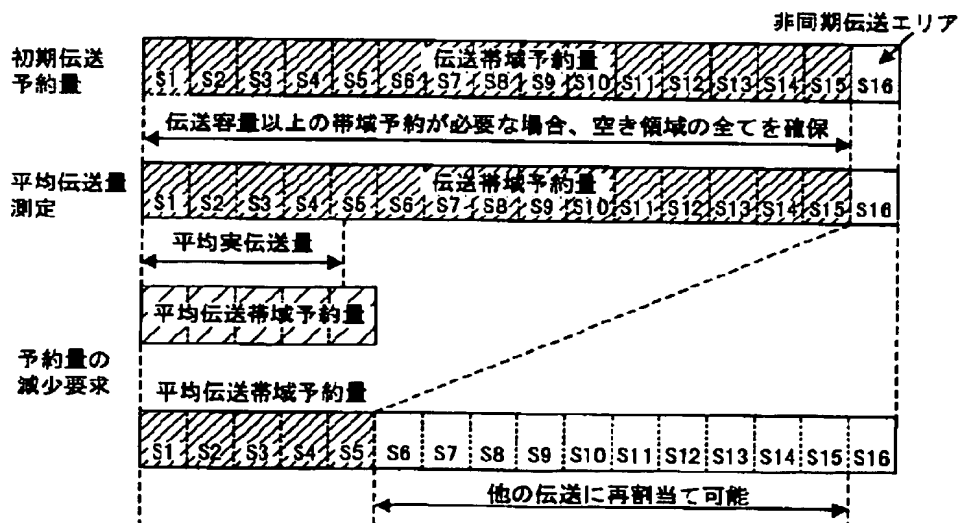 非同期伝送エリア
初期伝送
予約量
伝送帯域予約量
S1 S2 S3 S4 S5 S6 S7 S8 S9 S10 S11 S12 S13 S14 S15 S16
伝送容量以上の帯域予約が必要な場合、空き領域の全てを確保
平均伝送量
測定
伝送帯域予約量
S1 S2 S3 S4 S5 S6 S7 S8 S9 S10 S11 S12 S13 S14 S15 S16
平均実伝送量
平均伝送帯域予約量
予約量の
減少要求
平均伝送帯域予約量
S1 S2 S3 S4 S5 S6 S7 S8 S9 S10 S11 S12 S13 S14 S15 S16
他の伝送に再割当て可能